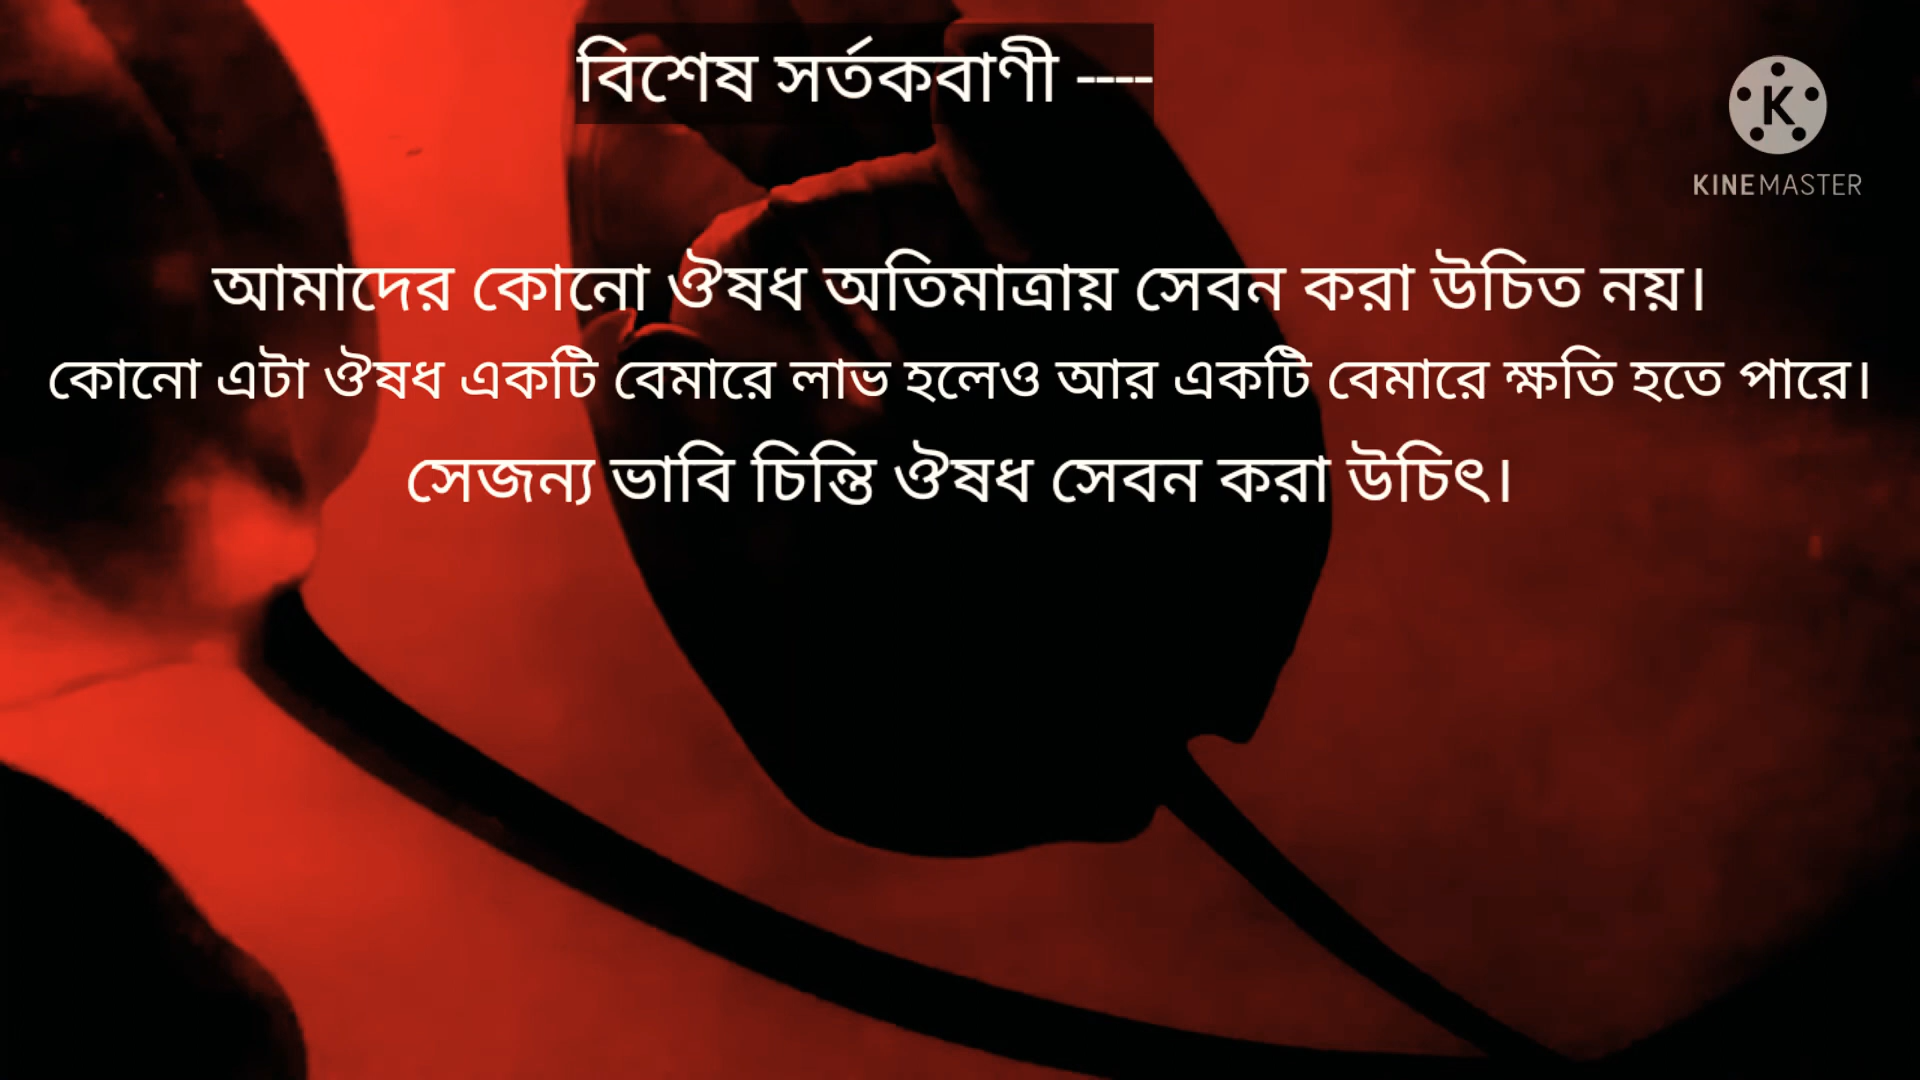 বিশেষ সর্তকবাণী ----
KINEMASTER
আমাদের কোনো ঔষধ অতিমাত্রায় সেবন করা উচিত নয়।
কোনো এটা ঔষধ একটি বেমারে লাভ হলেও আর একটি বেমারে ক্ষতি হতে পারে।
সেজন্য ভাবি চিন্তি ঔষধ সেবন করা উচিৎ।